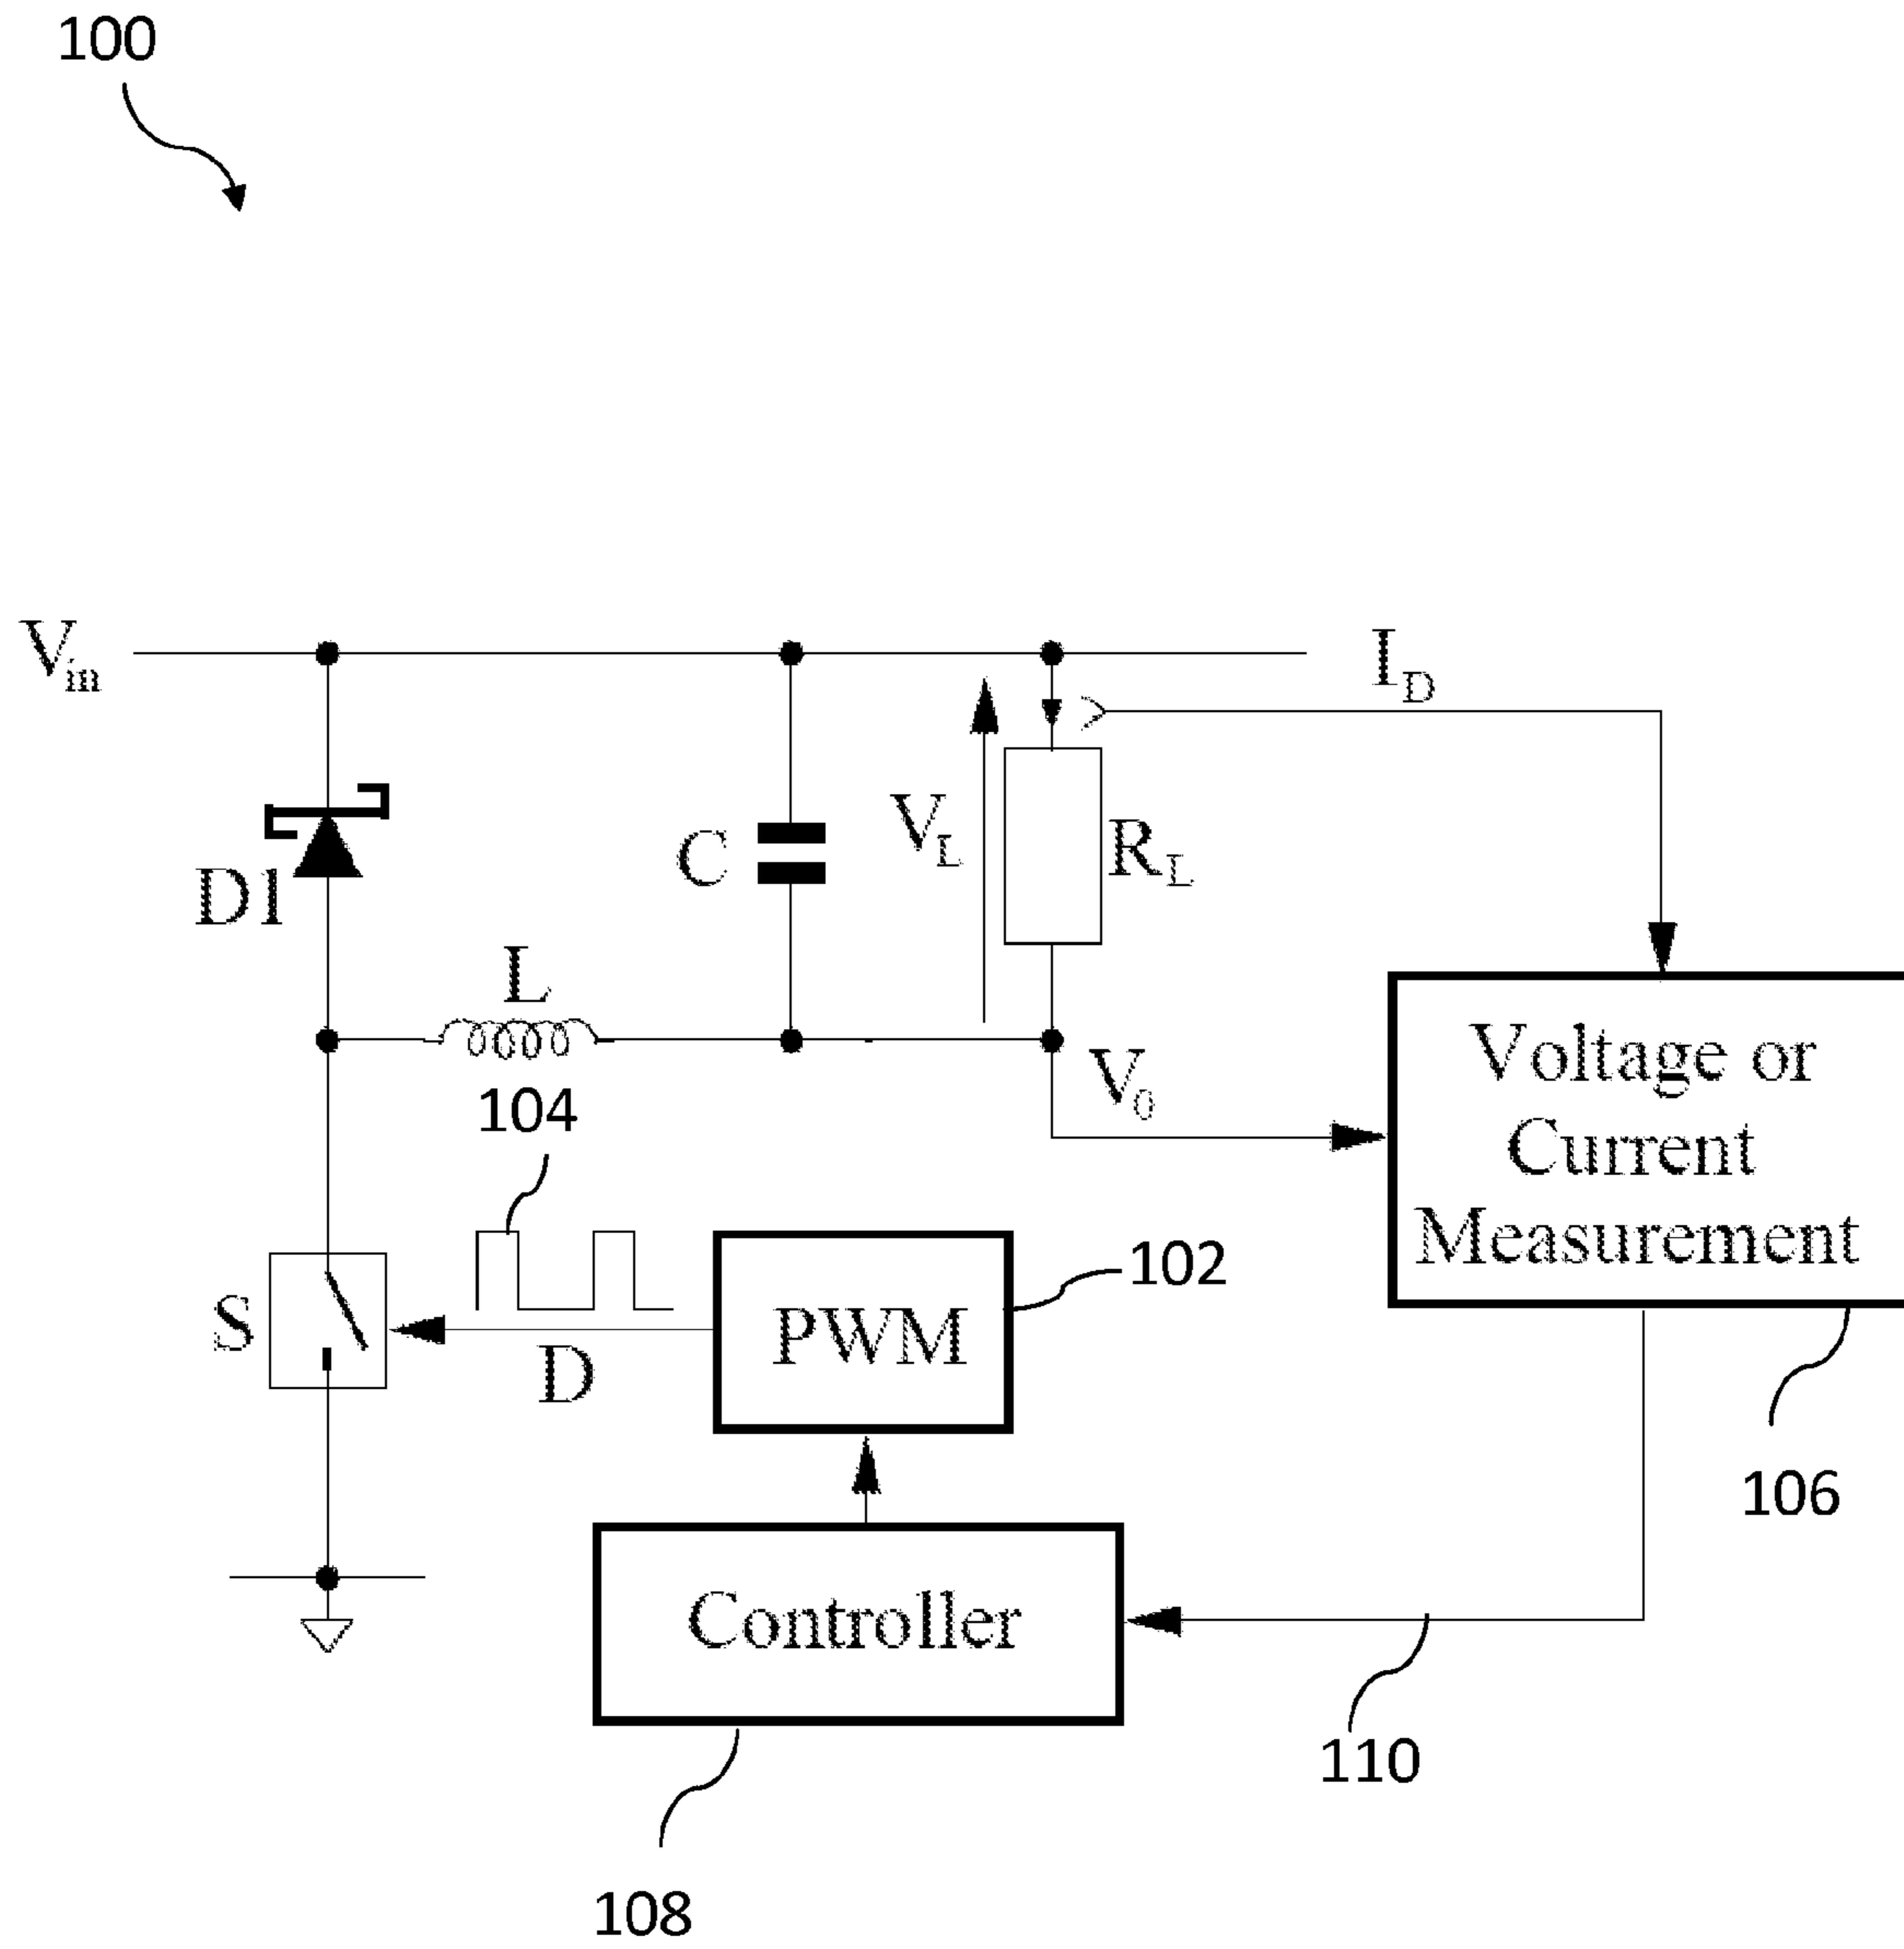 100
Vin
ID
VL
RL
C
D1
L
V0
Voltage or
Current
Measurement
104
102
S
D
PWM
106
Controller
110
108